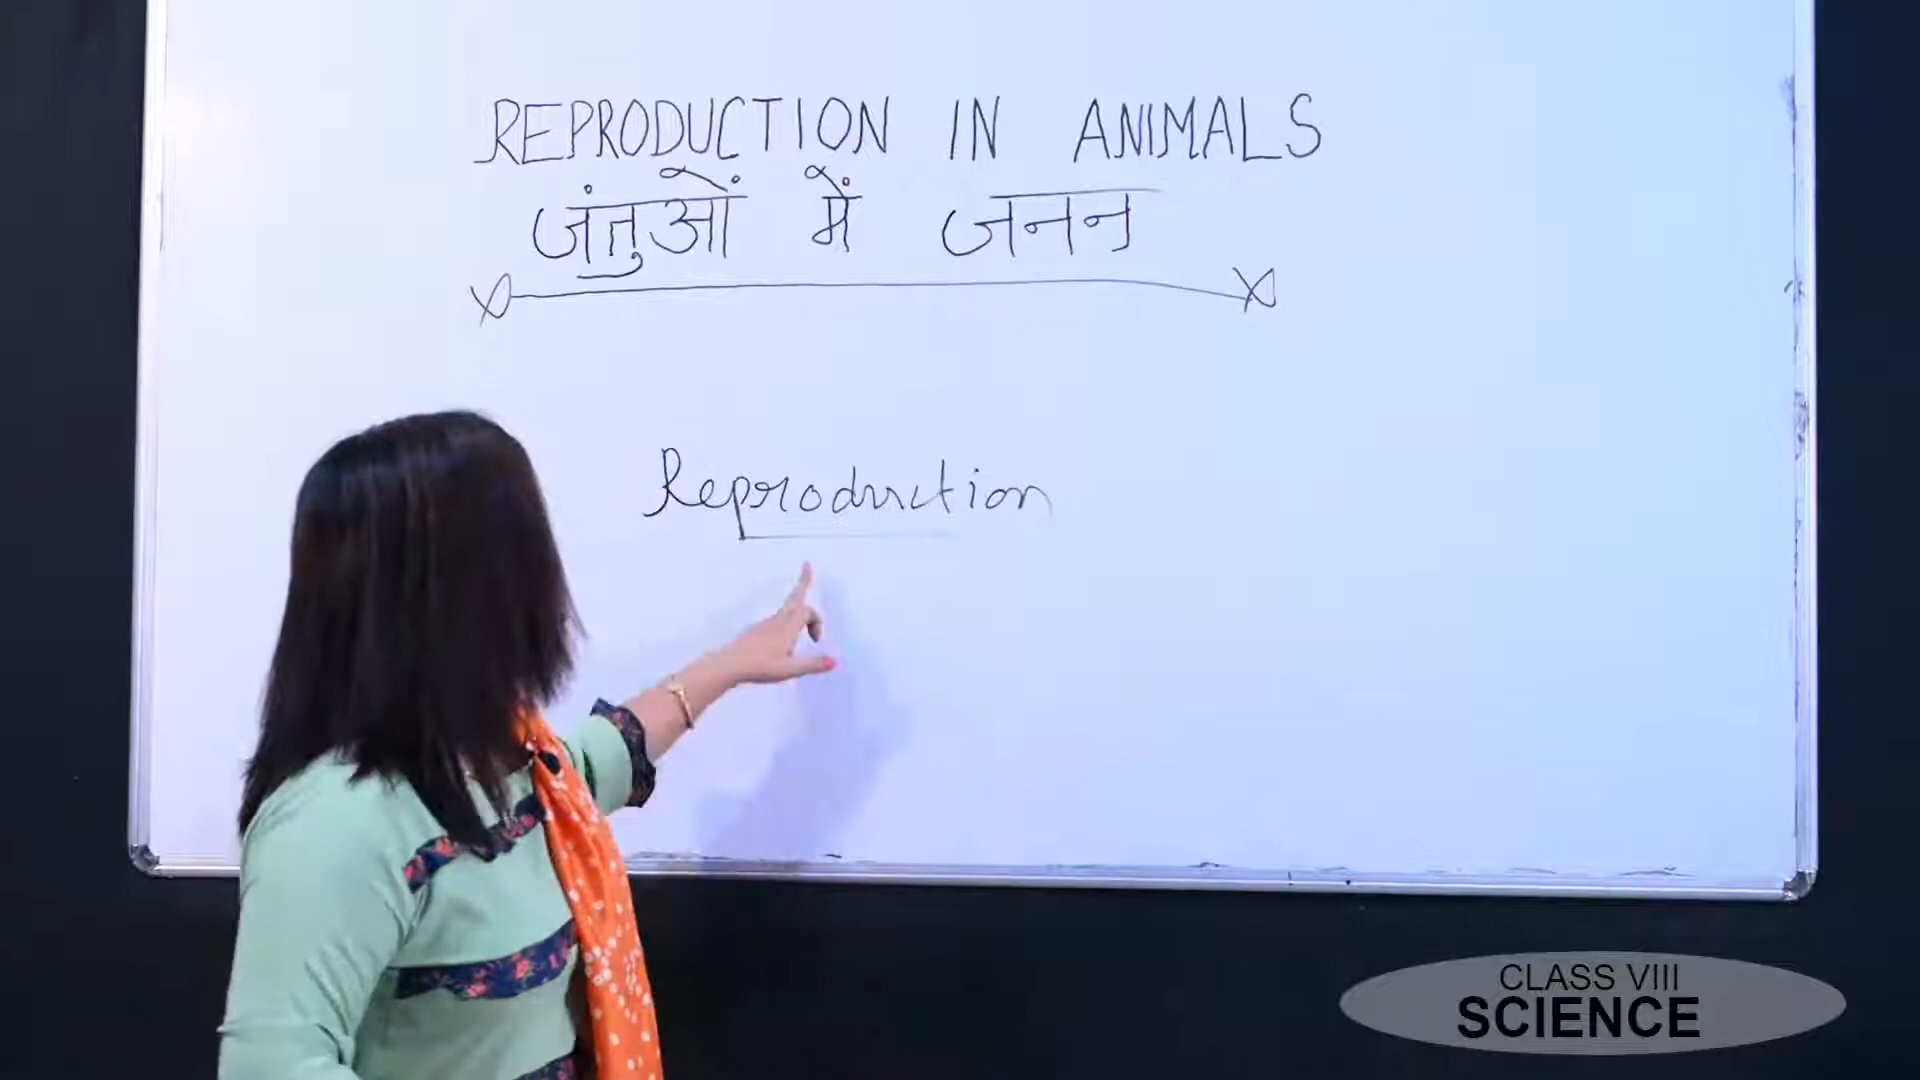 REPRODUCTION IN ANIMALS
जंतुओं में जनन
Reproduction
CLASS VIII
SCIENCE